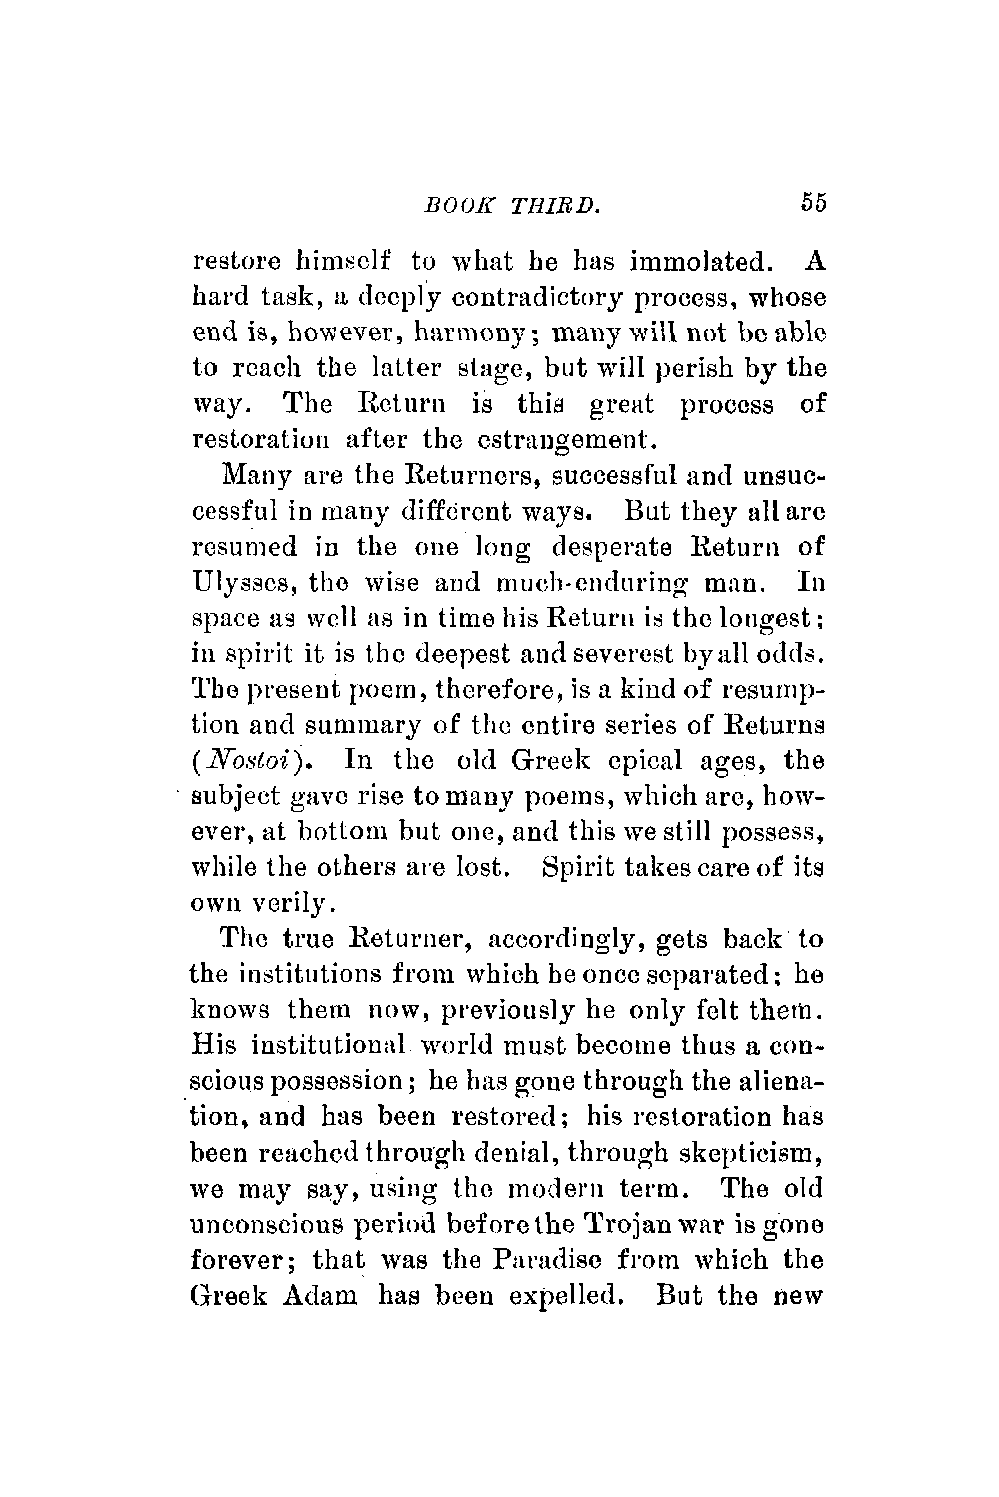 BOOK THIRD. 55
restore himself to what he has immolated. A
hard task, a deeply contradictory process, whose
end is, however, harmony; many will not be able
to reach the latter stage, but will perish by the
way. The Return is this great process of
restoration after the estrangement.
Many are the Returners, successful and unsuc-
cessful in many different ways. But they all are
resumed in the one long desperate Return of
Ulysses, the wise and much-enduring man. In
space as well as in time his Return is the longest;
in spirit it is the deepest and severest by all odds.
The present poem, therefore, is a kind of resump-
tion and summary of the entire series of Returns
(Nostoi). In the old Greek epical ages, the
subject gave rise to many poems, which are, how-
ever, at bottom but one, and this we still possess,
while the others are lost. Spirit takes care of its
own verily.
The true Returner, accordingly, gets back to
the institutions from which he once separated; he
knows them now, previously he only felt them.
His institutional world must become thus a con-
scious possession; he has gone through the aliena-
tion, and has been restored; his restoration has
been reached through denial, through skepticism,
we may say, using the modern term. The old
unconscious period before the Trojan war is gone
forever; that was the Paradise from which the
Greek Adam has been expelled. But the new